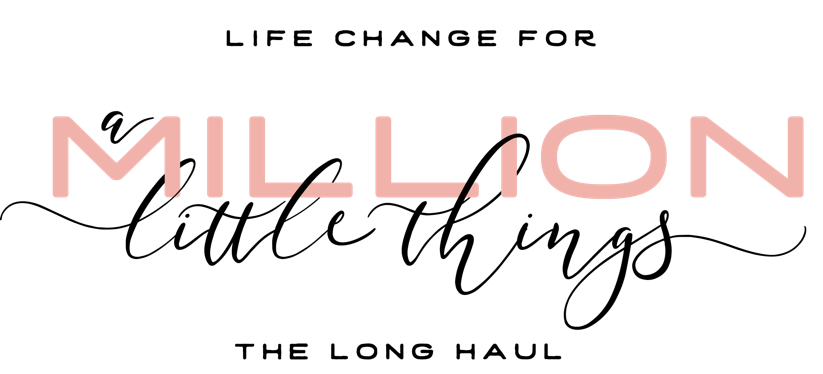 LIFE CHANGE FOR
a MILLION
little things
THE LONG HAUL